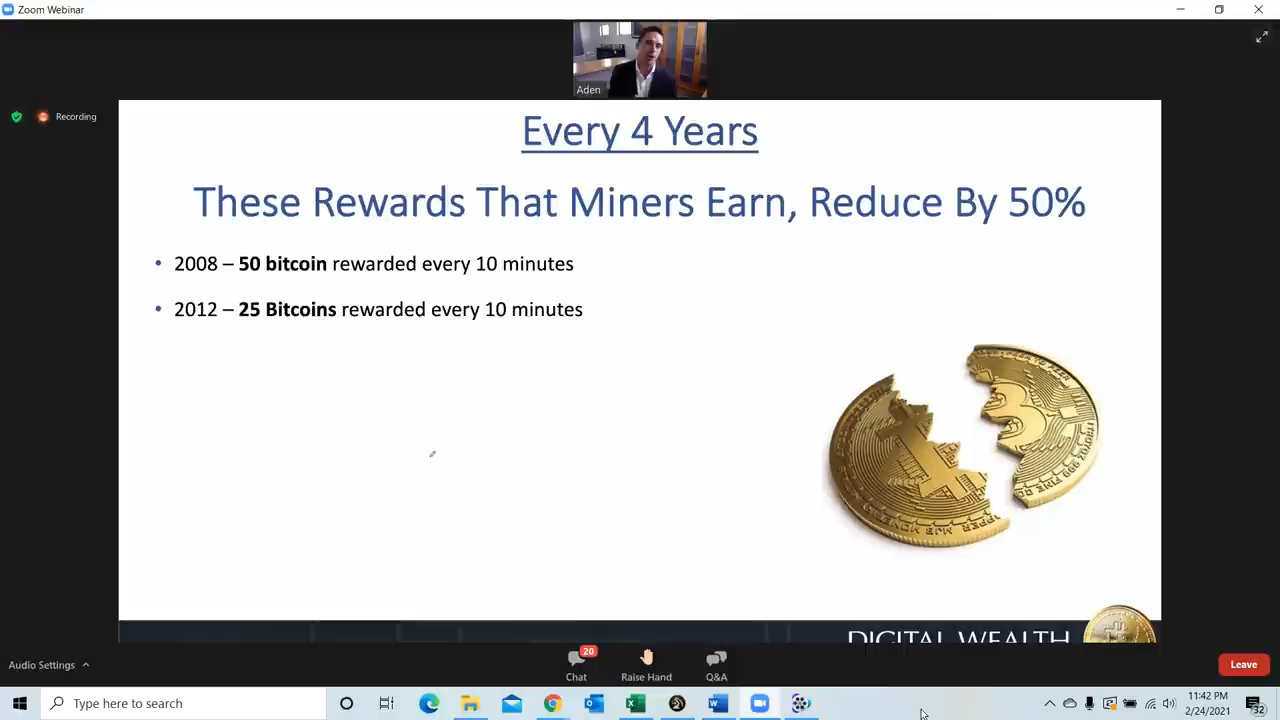 Zoom Webinar
Aden
Recording
Every 4 Years
These Rewards That Miners Earn, Reduce By 50%
• 2008 – 50 bitcoin rewarded every 10 minutes
• 2012 – 25 Bitcoins rewarded every 10 minutes
DIGITAL WEALTH
Audio Settings
20
Chat
Raise Hand
Q&A
Leave
Type here to search
11:42 PM
2/24/2021
32